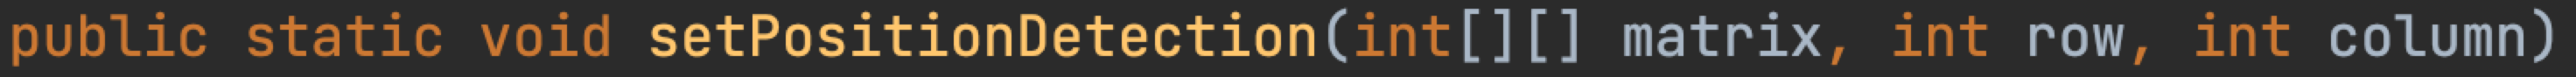 public static void setPositionDetection(int[][] matrix, int row, int column)